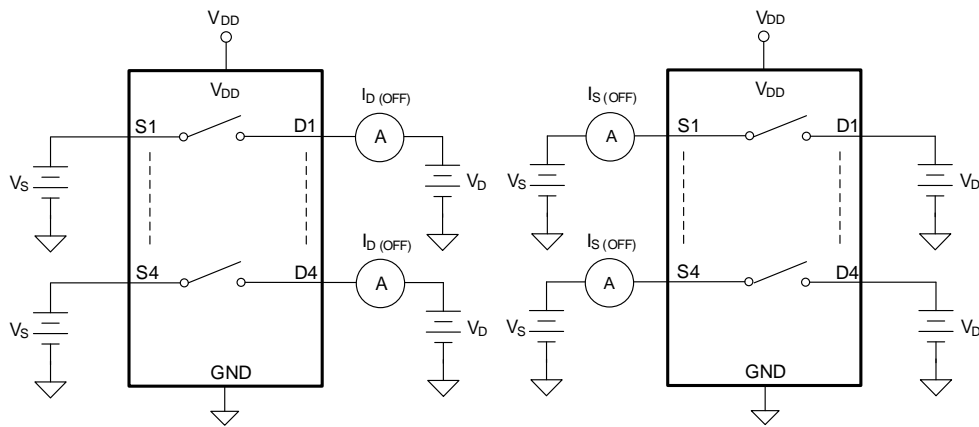 VDD
VDD
ID (OFF)
S1
D1
A
VS
VD
ID (OFF)
S4
D4
A
VS
VD
GND
VDD
VDD
IS (OFF)
A
S1
D1
VS
VD
IS (OFF)
A
S4
D4
VS
VD
GND